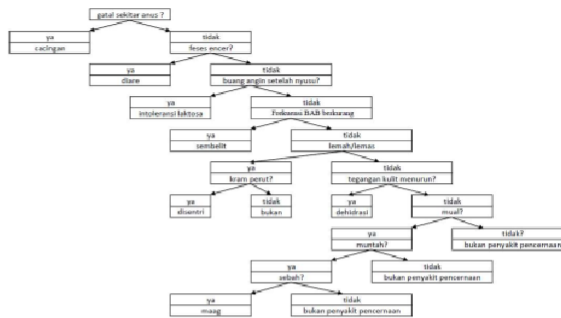 gatal sekitar anus ?
ya
cacingan
tidak
feses encer?
ya
diare
tidak
buang angin setelah nyusu?
ya
intoleransi laktosa
tidak
Frekuensi BAB berkurang
ya
sembelit
tidak
lemah/lemas
ya
kram perut?
tidak
tegangan kulit menurun?
ya
disentri
tidak
bukan
ya
dehidrasi
tidak
mual?
ya
muntah?
tidak?
bukan penyakit pencernaan
ya
sebah?
tidak
bukan penyakit pencernaan
ya
maag
tidak
bukan penyakit pencernaan